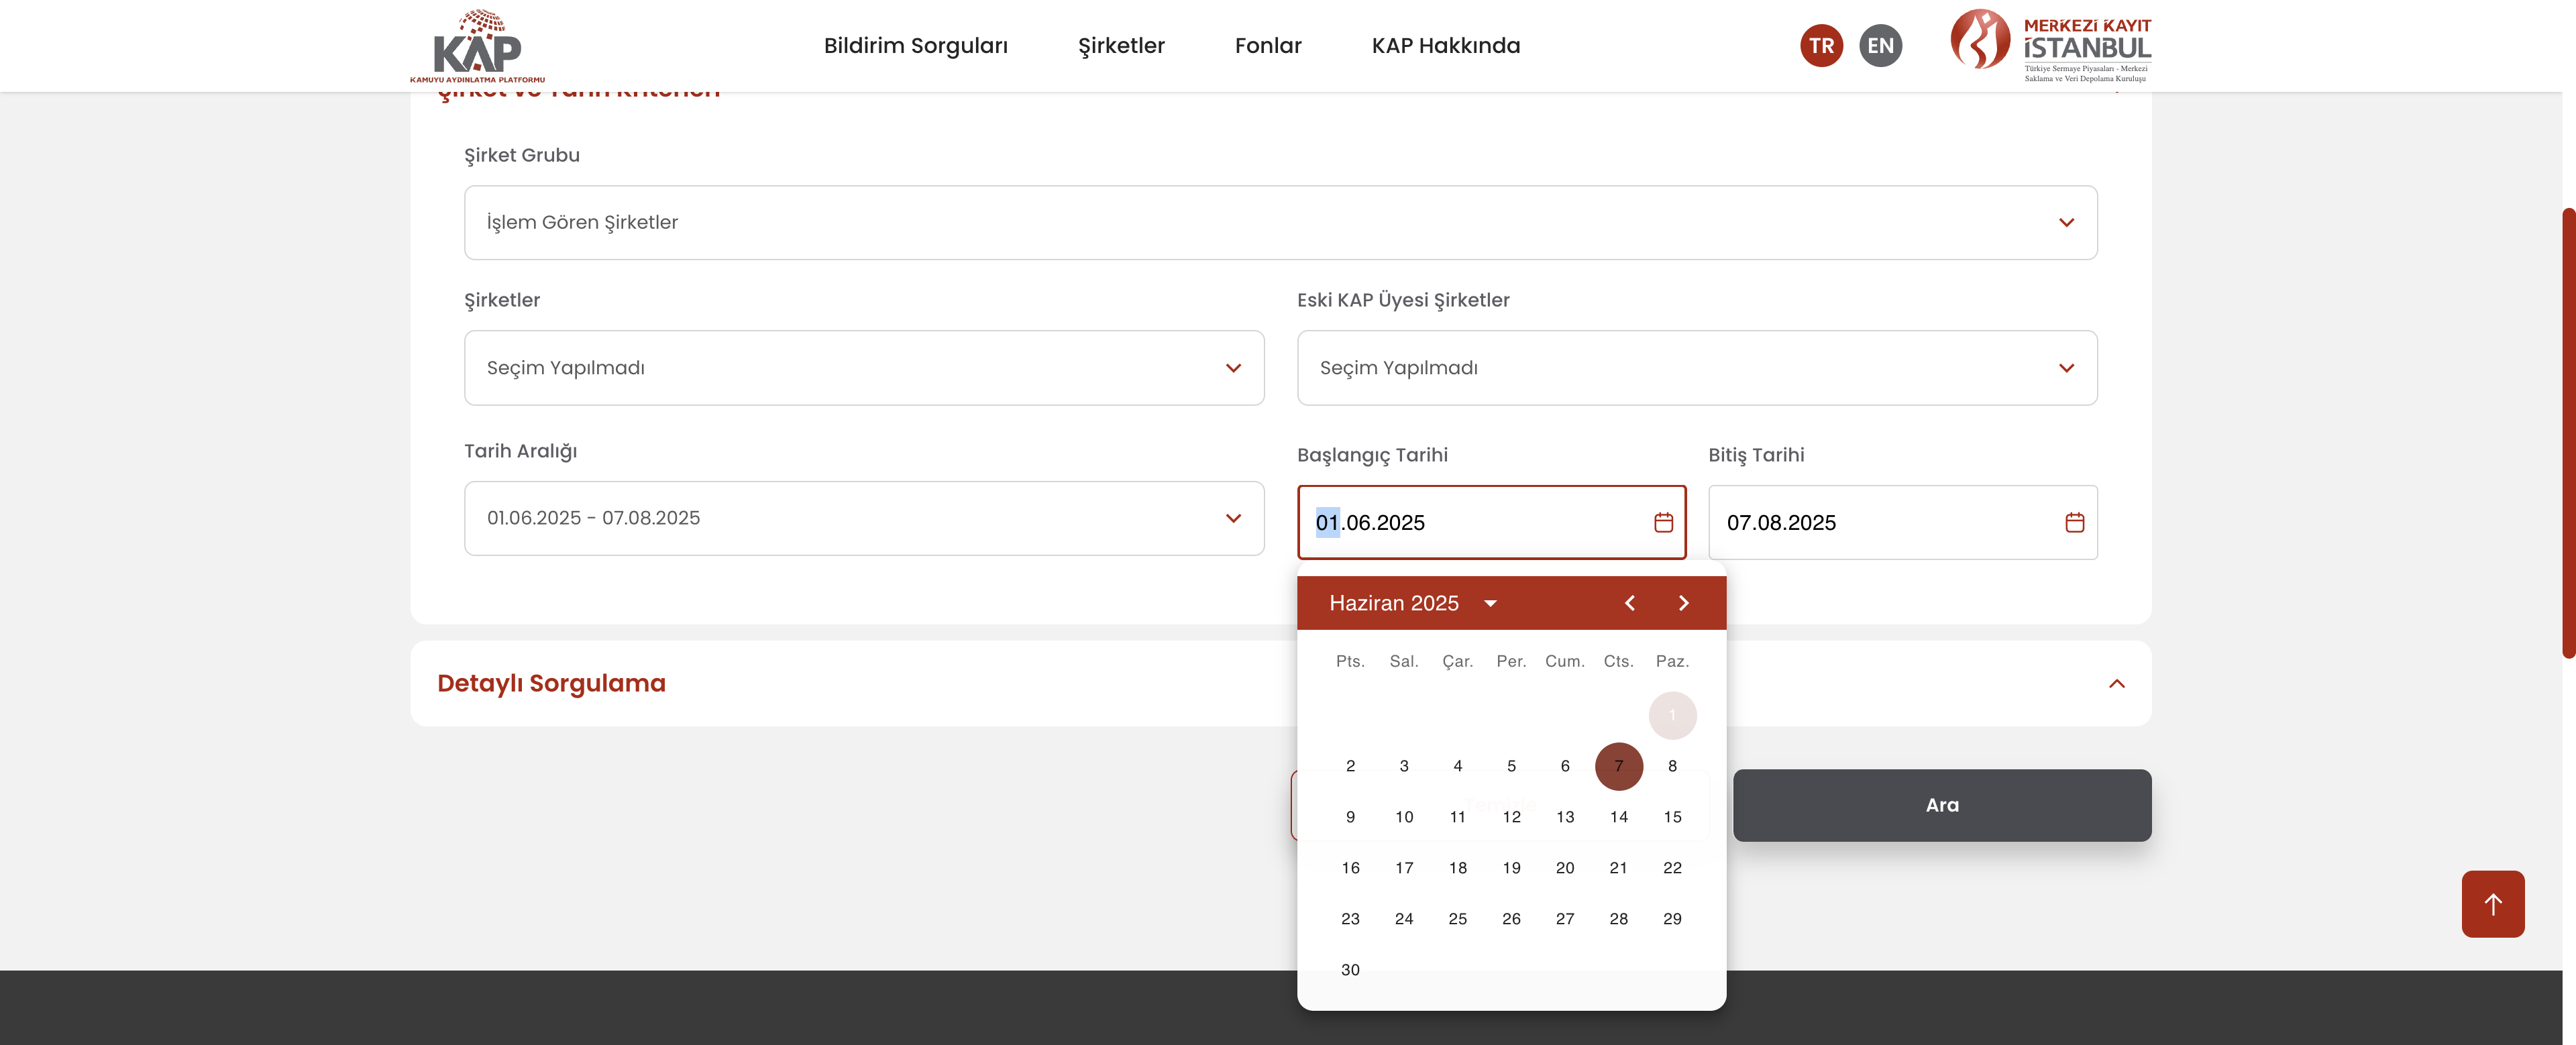 KAP
KAMUYU AYDINLATMA PLATFORMU
Bildirim Sorguları
Şirketler
Fonlar
KAP Hakkında
TR
EN
MERKEZİ KAYIT
İSTANBUL
Türkiye Sermaye Piyasaları - Merkezi
Saklama ve Veri Depolama Kuruluşu
Şirket ve Tarih Kriterleri
Şirket Grubu
İşlem Gören Şirketler
Şirketler
Eski KAP Üyesi Şirketler
Seçim Yapılmadı
Seçim Yapılmadı
Tarih Aralığı
Başlangıç Tarihi
Bitiş Tarihi
01.06.2025 - 07.08.2025
01.06.2025
07.08.2025
Haziran 2025
Pts. Sal. Çar. Per. Cum. Cts. Paz.
1
2 3 4 5 6 7 8
9 10 11 12 13 14 15
16 17 18 19 20 21 22
23 24 25 26 27 28 29
30
Detaylı Sorgulama
Ara